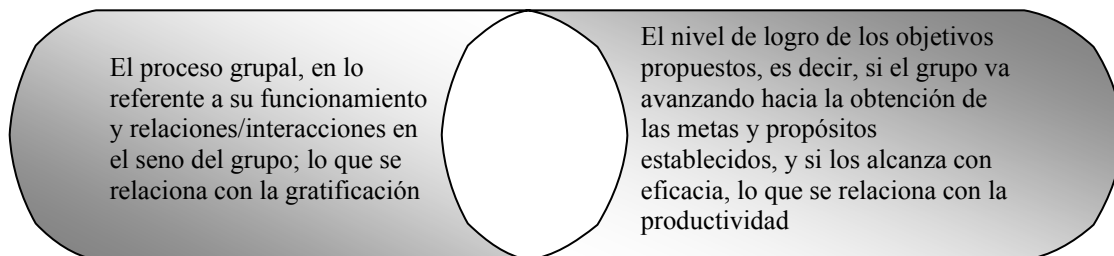 El proceso grupal, en lo
referente a su funcionamiento
y relaciones/interacciones en
el seno del grupo; lo que se
relaciona con la gratificación
El nivel de logro de los objetivos
propuestos, es decir, si el grupo va
avanzando hacia la obtención de
las metas y propósitos
establecidos, y si los alcanza con
eficacia, lo que se relaciona con la
productividad